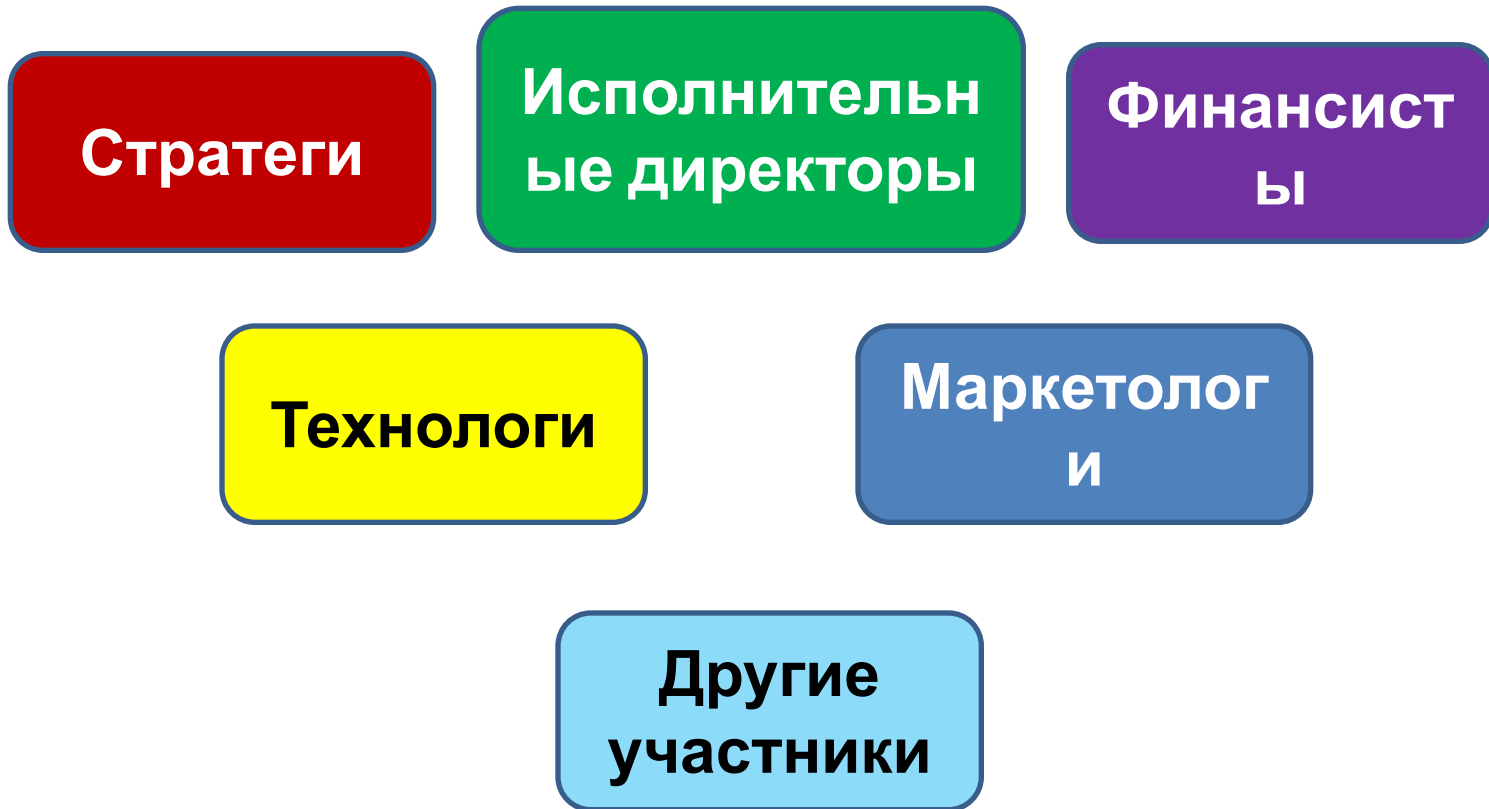 Стратеги
Исполнительн
ые директоры
Финансист
ы
Технологи
Маркетолог
и
Другие
участники